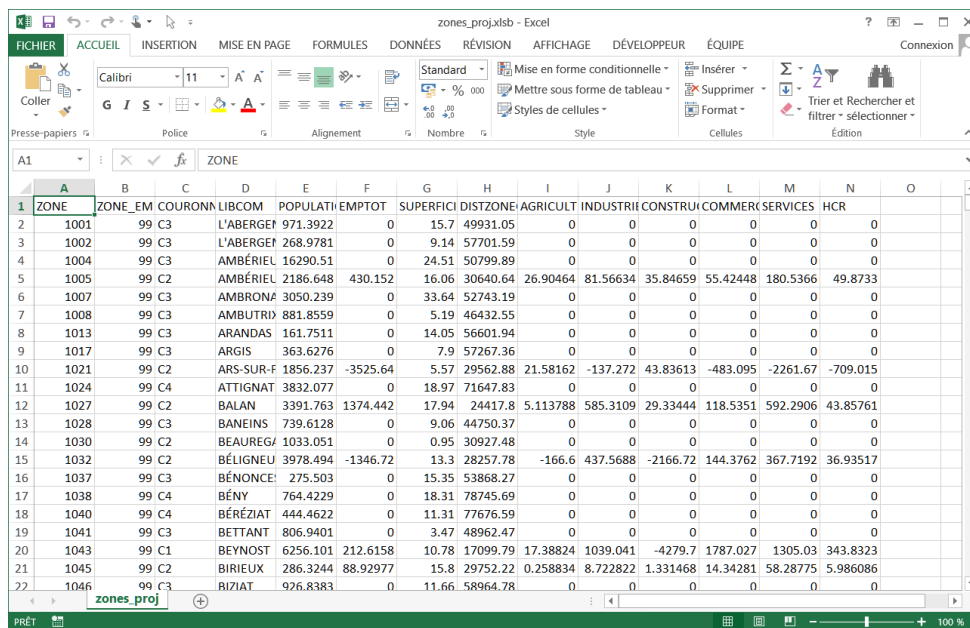 zones_proj.xlsb - Excel
FICHIER ACCUEIL INSERTION MISE EN PAGE FORMULES DONNÉES RÉVISION AFFICHAGE DÉVELOPPEUR ÉQUIPE Connexion
Coller
Calibri 11
G I S
Standard
% 000
Mise en forme conditionnelle
Mettre sous forme de tableau
Styles de cellules
Insérer
Supprimer
Format
Trier et filtrer
Rechercher et sélectionner
Presse-papiers Police Alignement Nombre Style Cellules Édition
A1 fx ZONE
A B C D E F G H I J K L M N O
1 ZONE ZONE_EM COURONN LIBCOM POPULATI EMPTOT SUPERFICI DISTZONE AGRICULT INDUSTRI CONSTRU COMMERC SERVICES HCR
2 1001 99 C3 L'ABERGEM 971.3922 0 15.7 49931.05 0 0 0 0 0 0
3 1002 99 C3 L'ABERGEM 268.9781 0 9.14 57701.59 0 0 0 0 0 0
4 1004 99 C3 AMBÉRIEU 16290.51 0 24.51 50799.89 0 0 0 0 0 0
5 1005 99 C2 AMBÉRIEU 2186.648 430.152 16.06 30640.64 26.90464 81.56634 35.84659 55.42448 180.5366 49.8733
6 1007 99 C3 AMBRONA 3050.239 0 33.64 52743.19 0 0 0 0 0 0
7 1008 99 C3 AMBUTRIX 881.8559 0 5.19 46432.55 0 0 0 0 0 0
8 1013 99 C3 ARANDAS 161.7511 0 14.05 56601.94 0 0 0 0 0 0
9 1017 99 C3 ARGIS 363.6276 0 7.9 57267.36 0 0 0 0 0 0
10 1021 99 C2 ARS-SUR-F 1856.237 -3525.64 5.57 29562.88 21.58162 -137.272 43.83613 -483.095 -2261.67 -709.015
11 1024 99 C4 ATTIGNAT 3832.077 0 18.97 71647.83 0 0 0 0 0 0
12 1027 99 C2 BALAN 3391.763 1374.442 17.94 24417.8 5.113788 585.3109 29.33444 118.5351 592.2906 43.85761
13 1028 99 C3 BANEINS 739.6128 0 9.06 44750.37 0 0 0 0 0 0
14 1030 99 C2 BEAUREGA 1033.051 0 0.95 30927.48 0 0 0 0 0 0
15 1032 99 C2 BÉLIGNEU 3978.494 -1346.72 13.3 28257.78 -166.6 437.5688 -2166.72 144.3762 367.7192 36.93517
16 1037 99 C3 BÉNONCE 275.503 0 15.35 53868.27 0 0 0 0 0 0
17 1038 99 C4 BÉNY 764.4229 0 18.31 78745.69 0 0 0 0 0 0
18 1040 99 C4 BÉRÉZIAT 444.4622 0 11.31 77676.59 0 0 0 0 0 0
19 1041 99 C3 BETTANT 806.9401 0 3.47 48962.47 0 0 0 0 0 0
20 1043 99 C1 BEYNOST 6256.101 212.6158 10.78 17099.79 17.38824 1039.041 -4279.7 1787.027 1305.03 343.8323
21 1045 99 C2 BIRIEUX 286.3244 88.92977 15.8 29752.22 0.258834 8.722822 1.331468 14.34281 58.28775 5.986086
22 1046 99 C3 BIZIAT 926.8383 0 11.66 58964.78 0 0 0 0 0 0
zones_proj
PRÊT 100 %